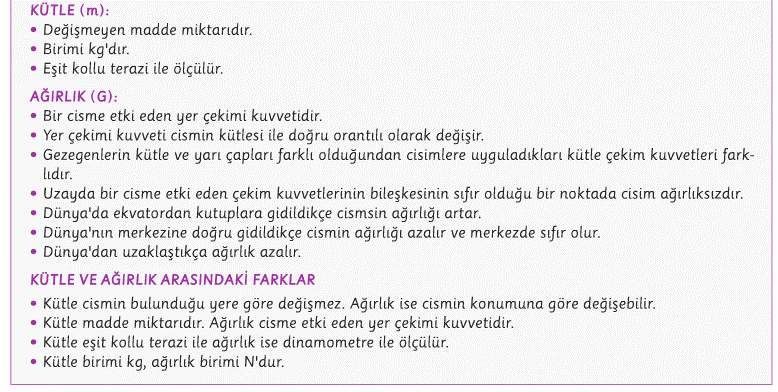 KÜTLE (m):
• Değişmeyen madde miktarıdır.
• Birimi kg'dır.
• Eşit kollu terazi ile ölçülür.
AĞIRLIK (G):
• Bir cisme etki eden yer çekimi kuvvetidir.
• Yer çekimi kuvveti cismin kütlesi ile doğru orantılı olarak değişir.
• Gezegenlerin kütle ve yarı çapları farklı olduğundan cisimlere uyguladıkları kütle çekim kuvvetleri fark-
lıdır.
• Uzayda bir cisme etki eden çekim kuvvetlerinin bileşkesinin sıfır olduğu bir noktada cisim ağırlıksızdır.
• Dünya'da ekvatordan kutuplara gidildikçe cismsin ağırlığı artar.
• Dünya'nın merkezine doğru gidildikçe cismin ağırlığı azalır ve merkezde sıfır olur.
• Dünya'dan uzaklaştıkça ağırlık azalır.
KÜTLE VE AĞIRLIK ARASINDAKİ FARKLAR
• Kütle cismin bulunduğu yere göre değişmez. Ağırlık ise cismin konumuna göre değişebilir.
• Kütle madde miktarıdır. Ağırlık cisme etki eden yer çekimi kuvvetidir.
• Kütle eşit kollu terazi ile ağırlık ise dinamometre ile ölçülür.
• Kütle birimi kg, ağırlık birimi N'dur.